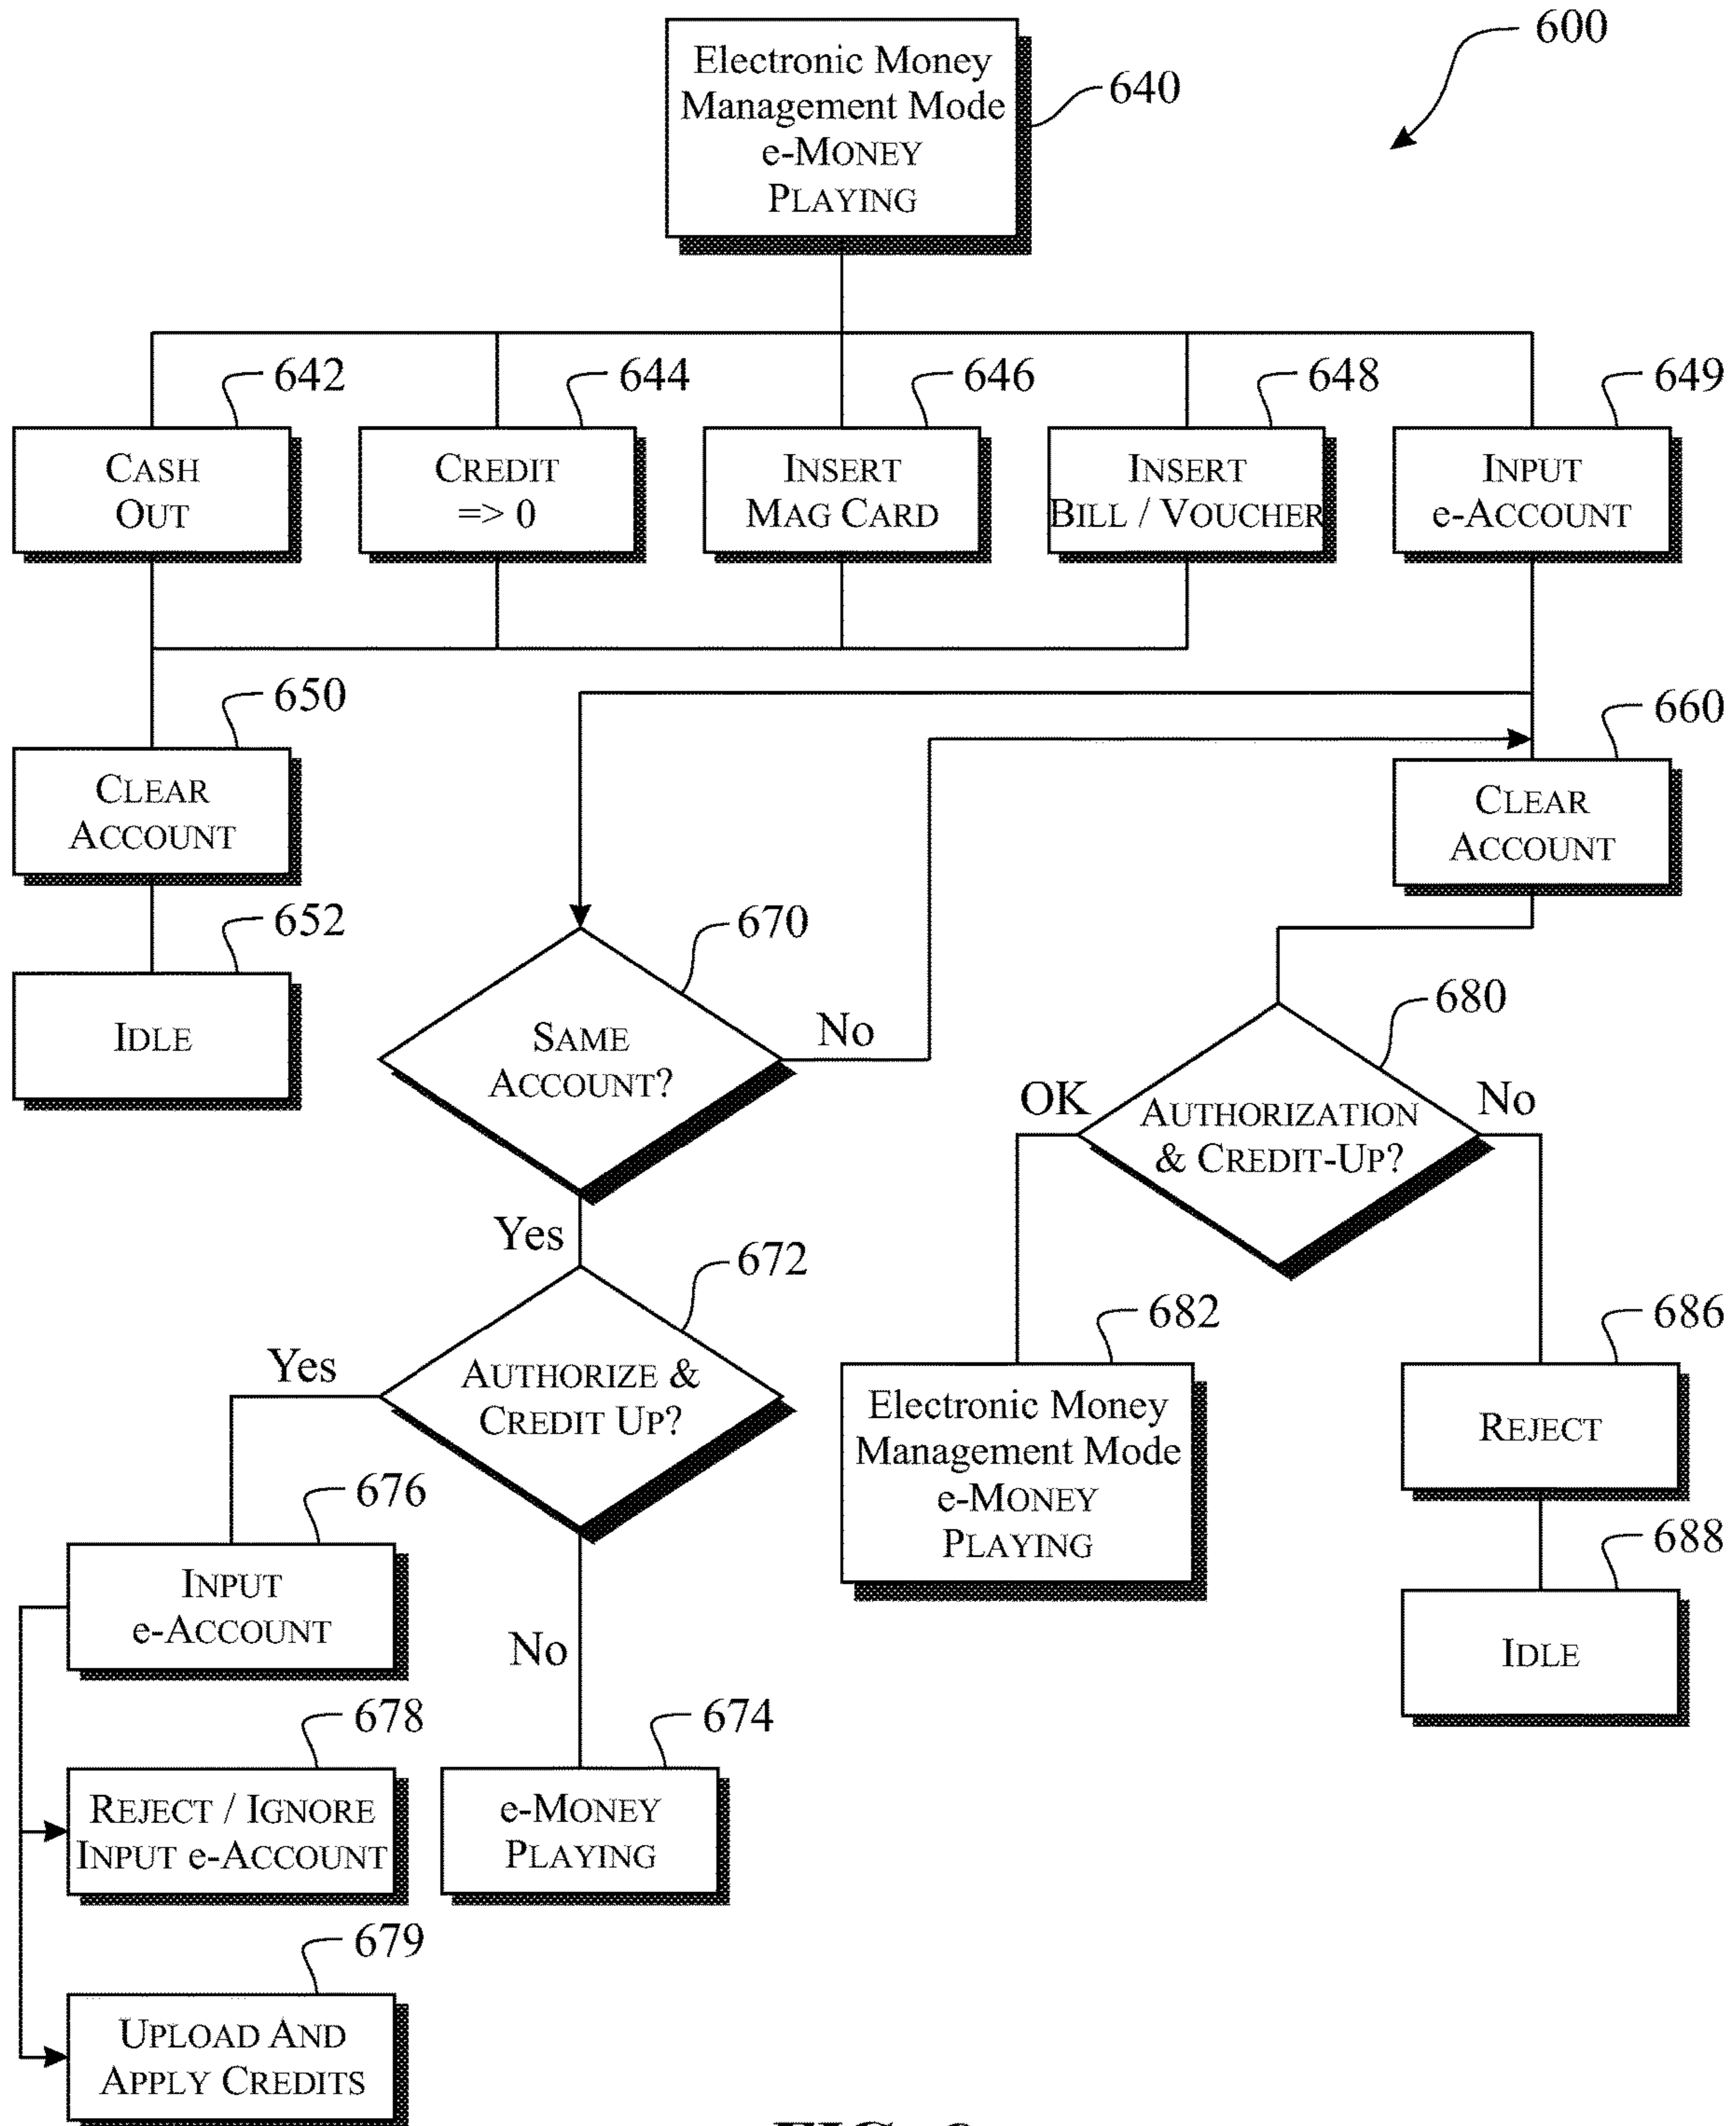 600
Electronic Money
Management Mode
e-MONEY
PLAYING
640
642
644
646
648
649
CASH
OUT
CREDIT
=> 0
INSERT
MAG CARD
INSERT
BILL / VOUCHER
INPUT
e-ACCOUNT
650
660
CLEAR
ACCOUNT
CLEAR
ACCOUNT
652
IDLE
670
SAME
ACCOUNT?
No
Yes
680
OK
AUTHORIZATION
& CREDIT-UP?
No
672
Yes
AUTHORIZE &
CREDIT UP?
No
682
Electronic Money
Management Mode
e-MONEY
PLAYING
686
REJECT
688
IDLE
676
INPUT
e-ACCOUNT
678
REJECT / IGNORE
INPUT e-ACCOUNT
674
e-MONEY
PLAYING
679
UPLOAD AND
APPLY CREDITS